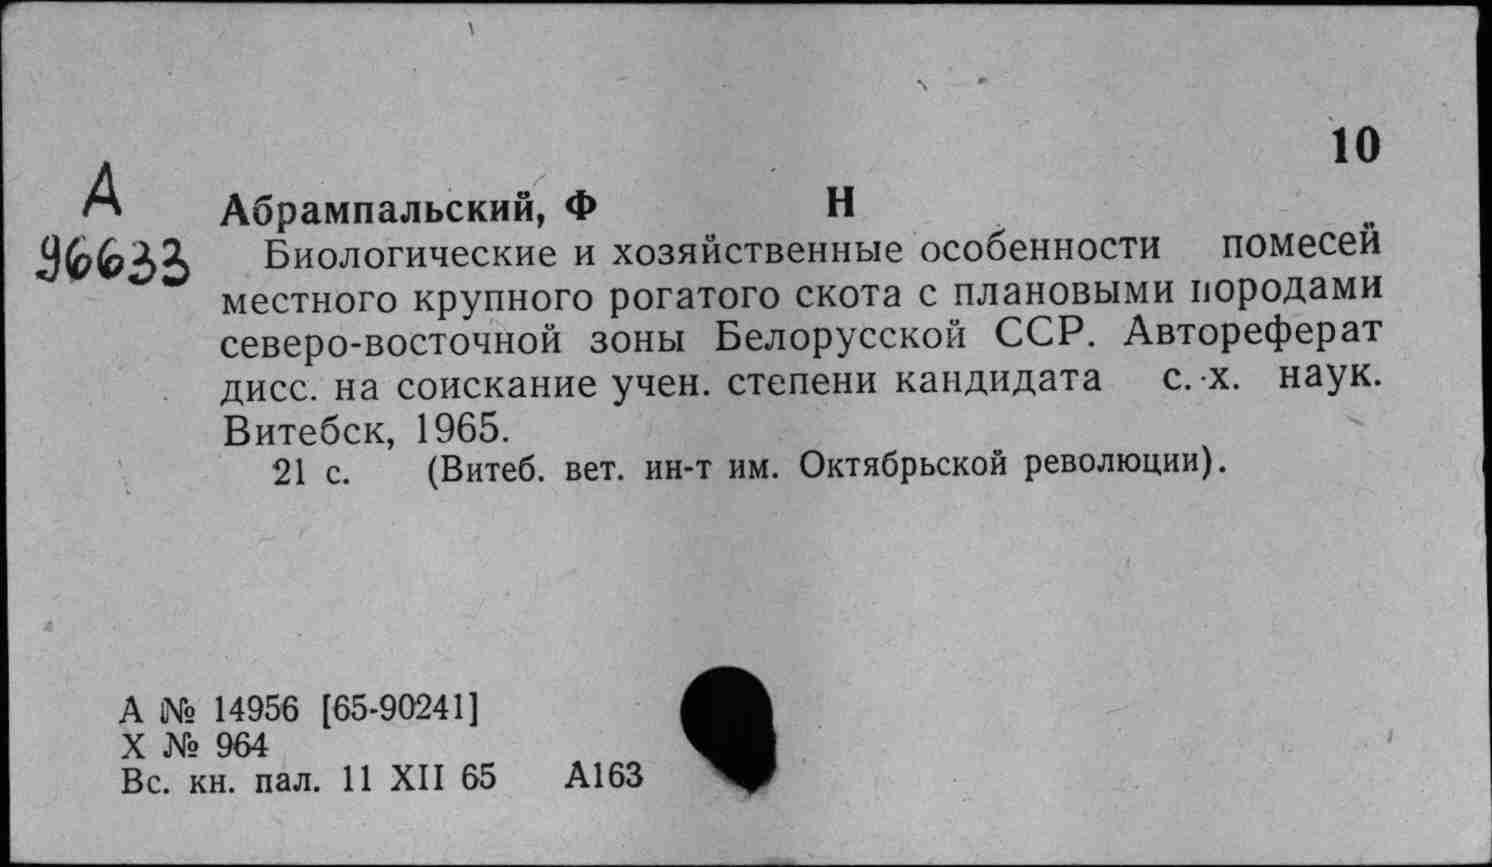 10
А
96633
Абрампальский, Ф Н
Биологические и хозяйственные особенности помесей
местного крупного рогатого скота с плановыми породами
северо-восточной зоны Белорусской ССР. Автореферат
дисс. на соискание учен. степени кандидата с.-х. наук.
Витебск, 1965.
21 с. (Витеб. вет. ин-т им. Октябрьской революции).
А № 14956 [65-90241]
Х № 964
Вс. кн. пал. 11 XII 65 А163